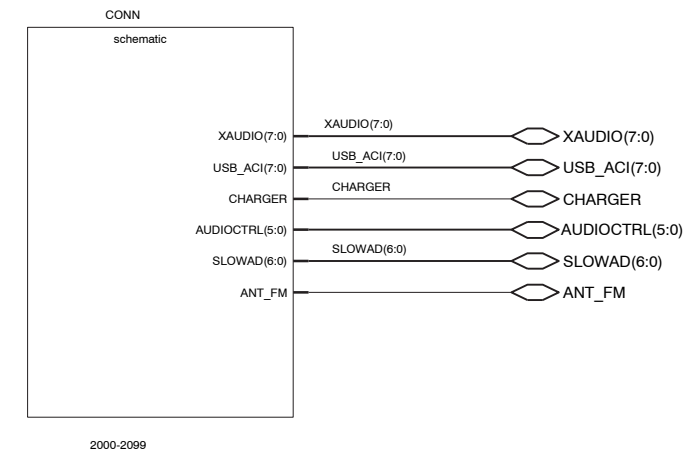 CONN
schematic
XAUDIO(7:0) XAUDIO(7:0) XAUDIO(7:0)
USB_ACI(7:0) USB_ACI(7:0) USB_ACI(7:0)
CHARGER CHARGER CHARGER
AUDIOCTRL(5:0) AUDIOCTRL(5:0)
SLOWAD(6:0) SLOWAD(6:0) SLOWAD(6:0)
ANT_FM ANT_FM
2000-2099